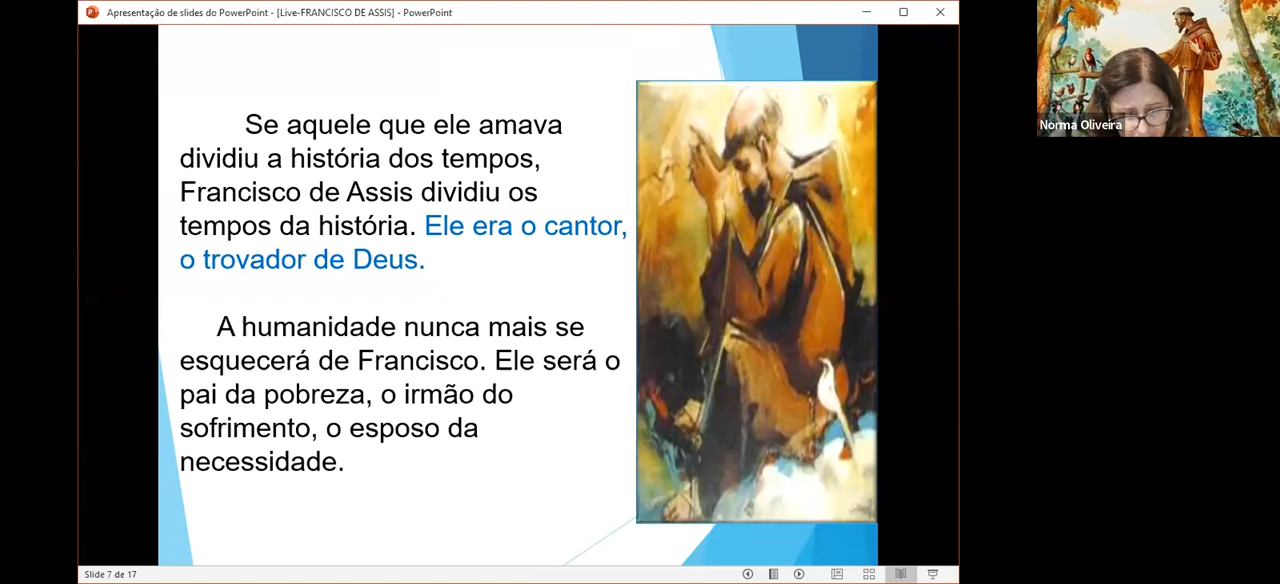 Apresentação de slides do PowerPoint - [Live-FRANCISCO DE ASSIS] - PowerPoint
Se aquele que ele amava
dividiu a história dos tempos,
Francisco de Assis dividiu os
tempos da história. Ele era o cantor,
o trovador de Deus.
A humanidade nunca mais se
esquecerá de Francisco. Ele será o
pai da pobreza, o irmão do
sofrimento, o esposo da
necessidade.
Norma Oliveira
Slide 7 de 17